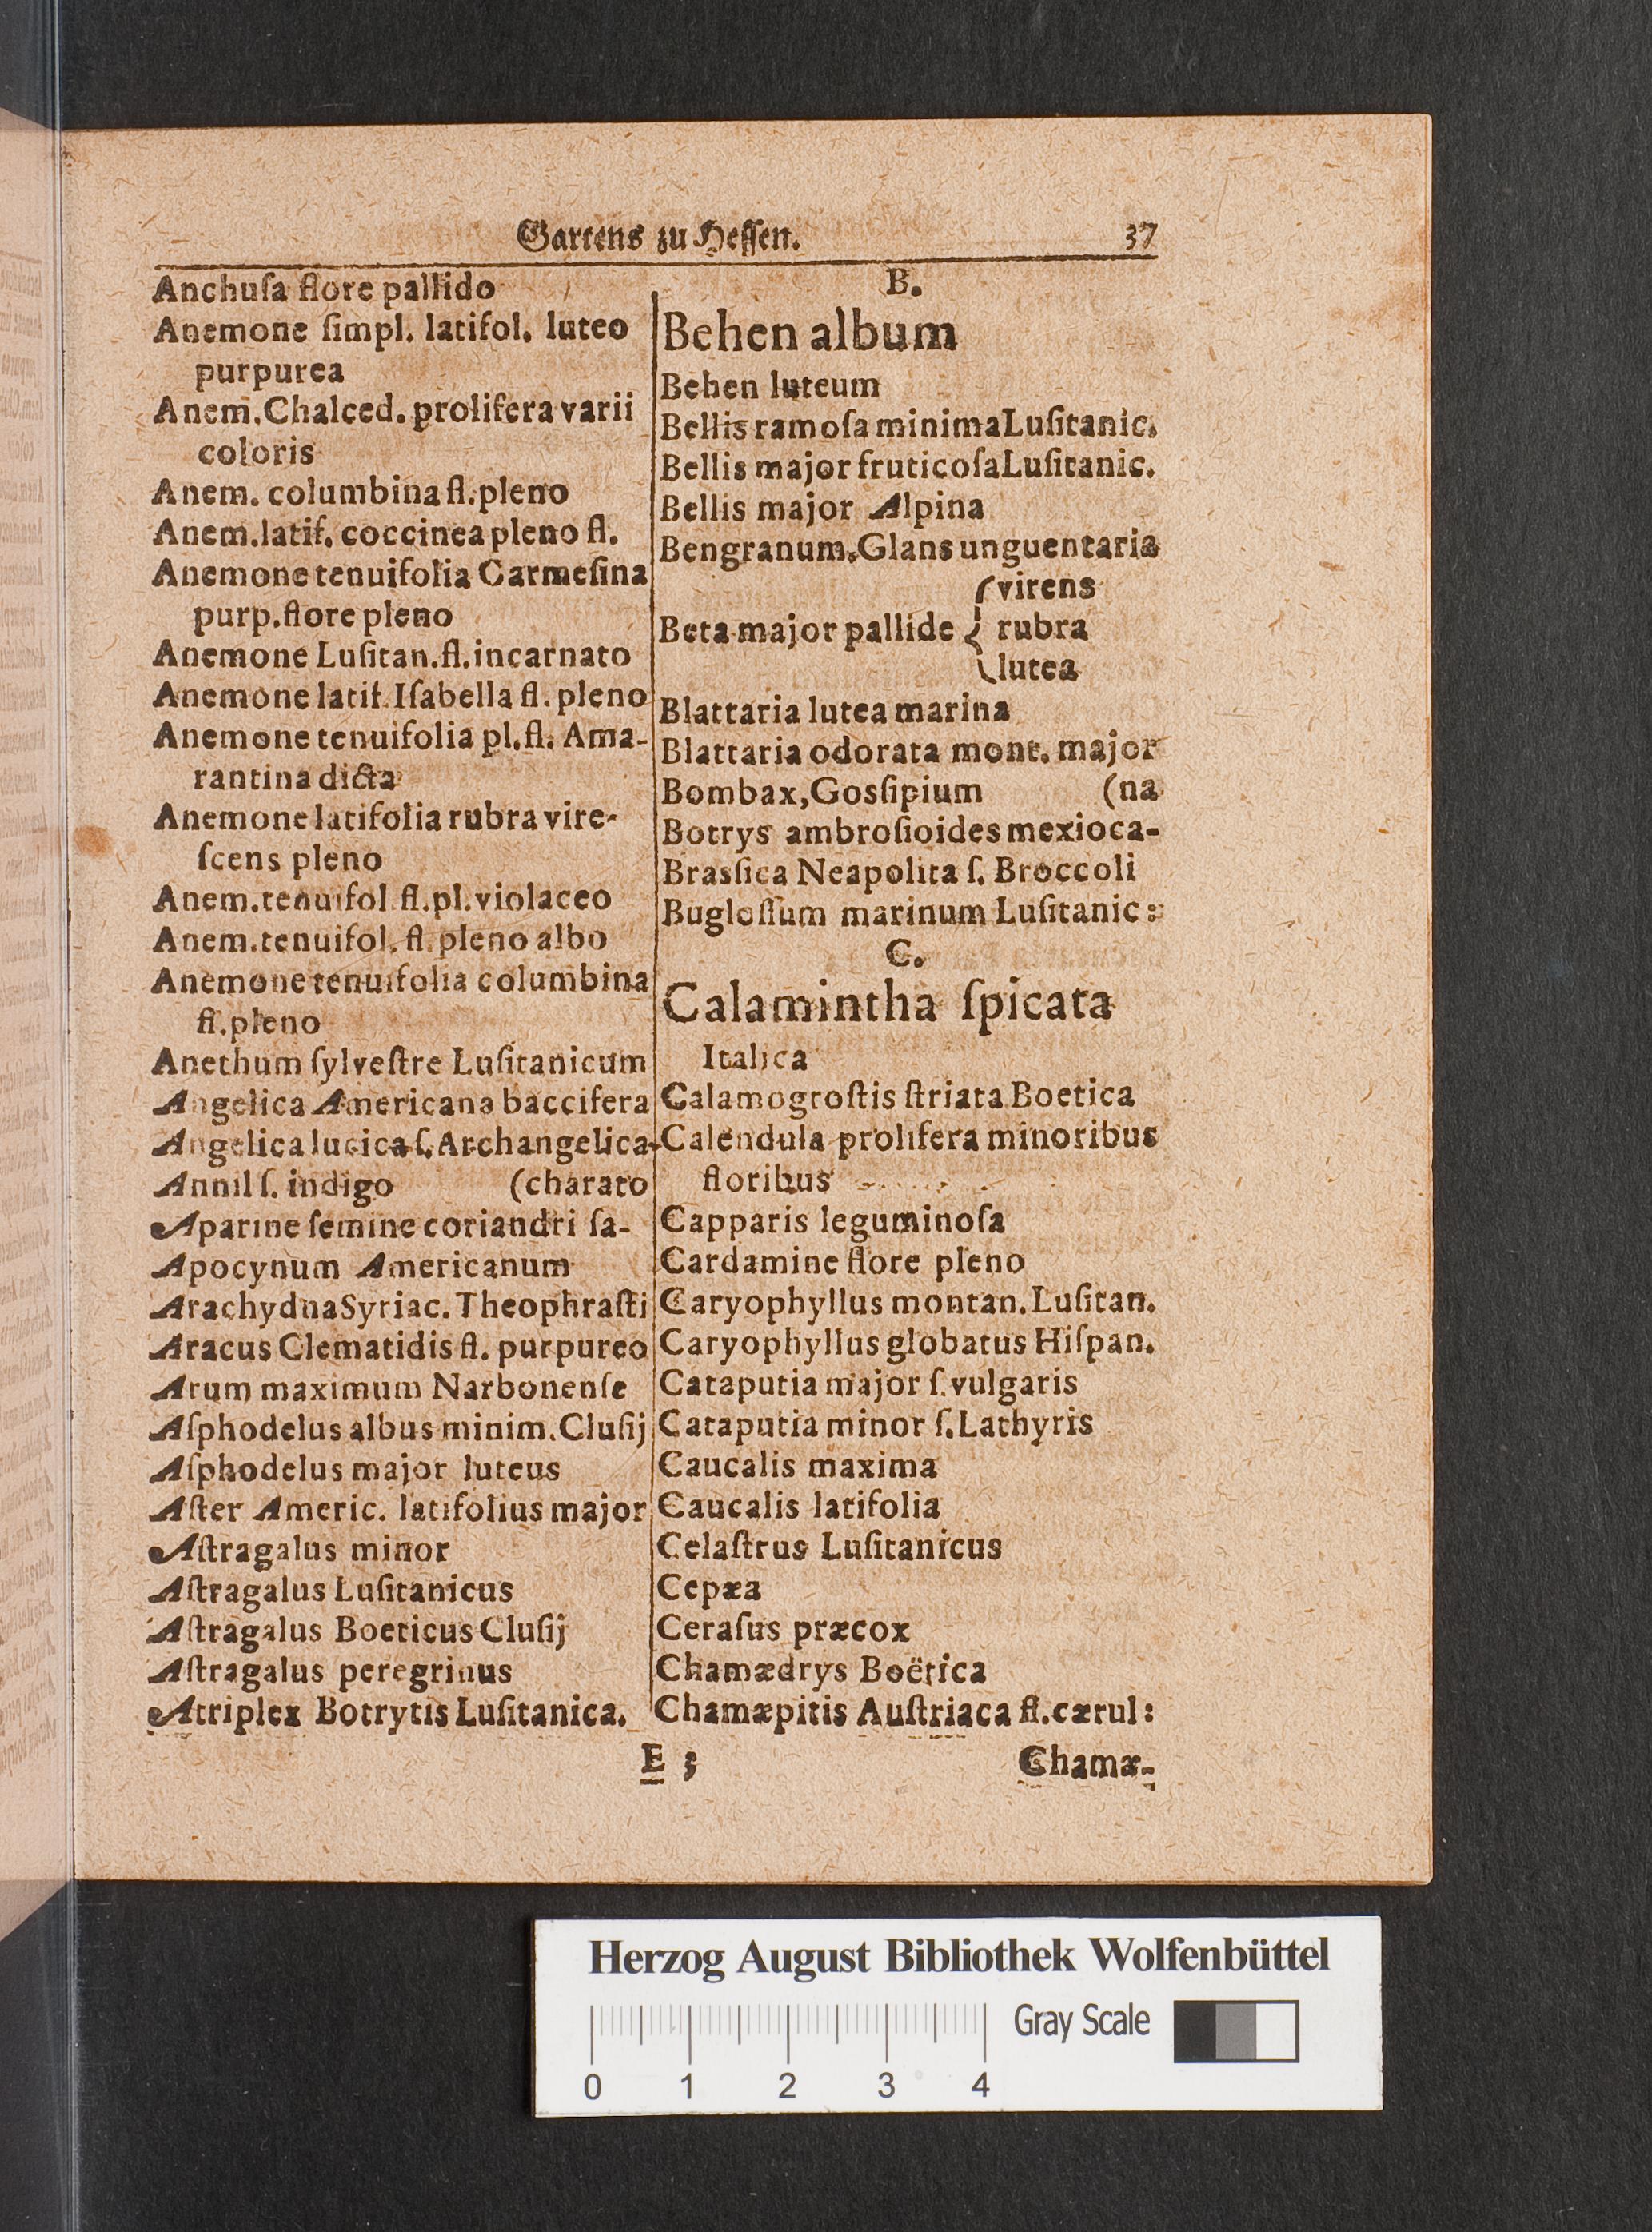 Gartens zu Hessen. 37
Anchuſa flore pallido
Anemone ſimpl. latifol. luteo
purpurea
Anem. Chalced. prolifera varii
coloris
Anem. columbina fl. pleno
Anem. latif. coccinea pleno fl.
Anemone tenuifolia Carmeſina
purp. flore pleno
Anemone Luſitan. fl. incarnato
Anemone latif. Iſabella fl. pleno
Anemone tenuifolia pl. fl. Ama-
rantina dicta
Anemone latifolia rubra vire-
ſcens pleno
Anem. tenuifol fl. pl. violaceo
Anem. tenuifol. fl. pleno albo
Anemone tenuifolia columbina
fl. pleno
Anethum ſylveſtre Luſitanicum
Angelica Americana baccifera
Angelica lucica ſ. Archangelica
Annil ſ. indigo (charato
Aparine ſemine coriandri ſa-
Apocynum Americanum
Arachydna Syriac. Theophraſti
Aracus Clematidis fl. purpureo
Arum maximum Narbonenſe
Aſphodelus albus minim. Cluſij
Aſphodelus major luteus
Aſter Americ. latifolius major
Aſtragalus minor
Aſtragalus Luſitanicus
Aſtragalus Boeticus Cluſij
Aſtragalus peregrinus
Atriplex Botrytis Luſitanica.
B.
Behen album
Behen luteum
Bellis ramoſa minima Luſitanic.
Bellis major fruticoſa Luſitanic.
Bellis major Alpina
Bengranum, Glans unguentaria
virens
Beta major pallide { rubra
lutea
Blattaria lutea marina
Blattaria odorata mont. major
Bombax, Gosſipium (na
Botrys ambroſioides mexioca-
Brasſica Neapolita ſ. Broccoli
Bugloſſum marinum Luſitanic:
C.
Calamintha ſpicata
Italica
Calamogroſtis ſtriata Boetica
Calendula prolifera minoribus
floribus
Capparis leguminoſa
Cardamine flore pleno
Caryophyllus montan. Luſitan.
Caryophyllus globatus Hiſpan.
Cataputia major ſ. vulgaris
Cataputia minor ſ. Lathyris
Caucalis maxima
Caucalis latifolia
Celaſtrus Luſitanicus
Cepæa
Ceraſus præcox
Chamædrys Boëtica
Chamæpitis Auſtriaca fl. cærul:
E 3 Chamæ-
Herzog August Bibliothek Wolfenbüttel
Gray Scale
0 1 2 3 4